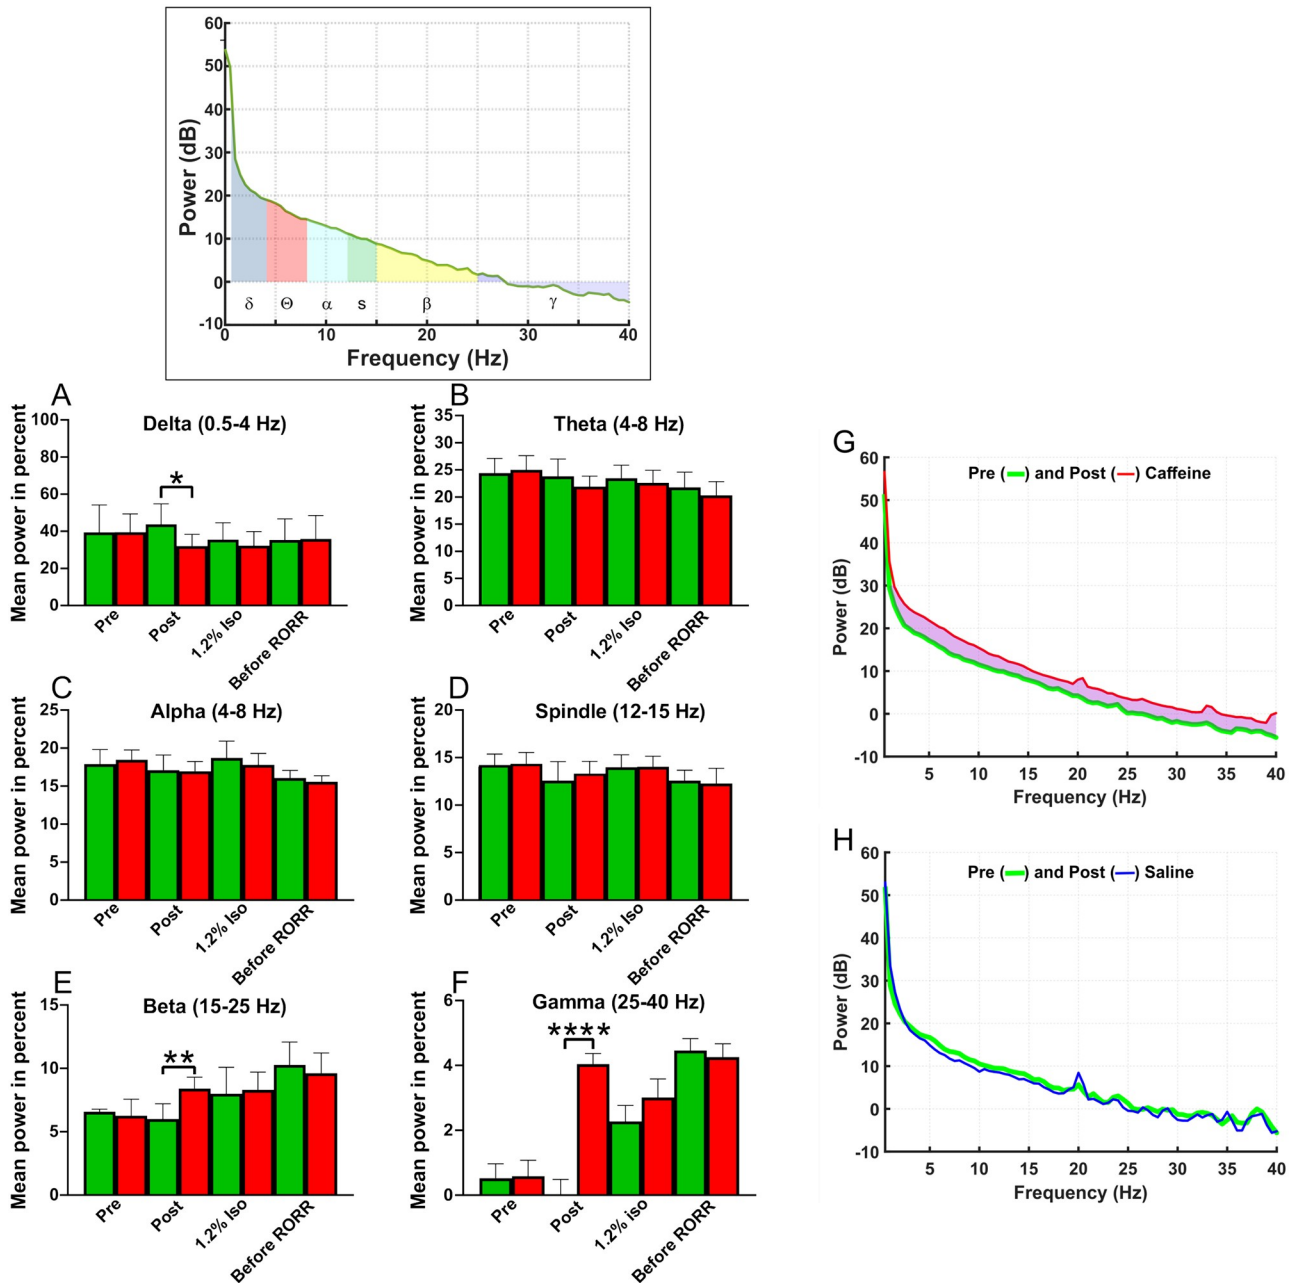 60
50
40
30
20
10
0
-10
Power (dB)
δ Θ α s β γ
0 10 20 30 40
Frequency (Hz)
A
Delta (0.5-4 Hz)
Mean power in percent
100
80
60
40
20
0
*
Pre Post 1.2% Iso Before RORR
B
Theta (4-8 Hz)
Mean power in percent
35
30
25
20
15
10
5
0
Pre Post 1.2% Iso Before RORR
C
Alpha (4-8 Hz)
Mean power in percent
25
20
15
10
5
0
Pre Post 1.2% Iso Before RORR
D
Spindle (12-15 Hz)
Mean power in percent
20
15
10
5
0
Pre Post 1.2% Iso Before RORR
E
Beta (15-25 Hz)
Mean power in percent
15
10
5
0
**
Pre Post 1.2% Iso Before RORR
F
Gamma (25-40 Hz)
Mean power in percent
6
4
2
0
****
Pre Post 1.2% iso Before RORR
G
Pre ( ) and Post ( ) Caffeine
Power (dB)
60
50
40
30
20
10
0
-10
5 10 15 20 25 30 35 40
Frequency (Hz)
H
Pre ( ) and Post ( ) Saline
Power (dB)
60
50
40
30
20
10
0
-10
5 10 15 20 25 30 35 40
Frequency (Hz)